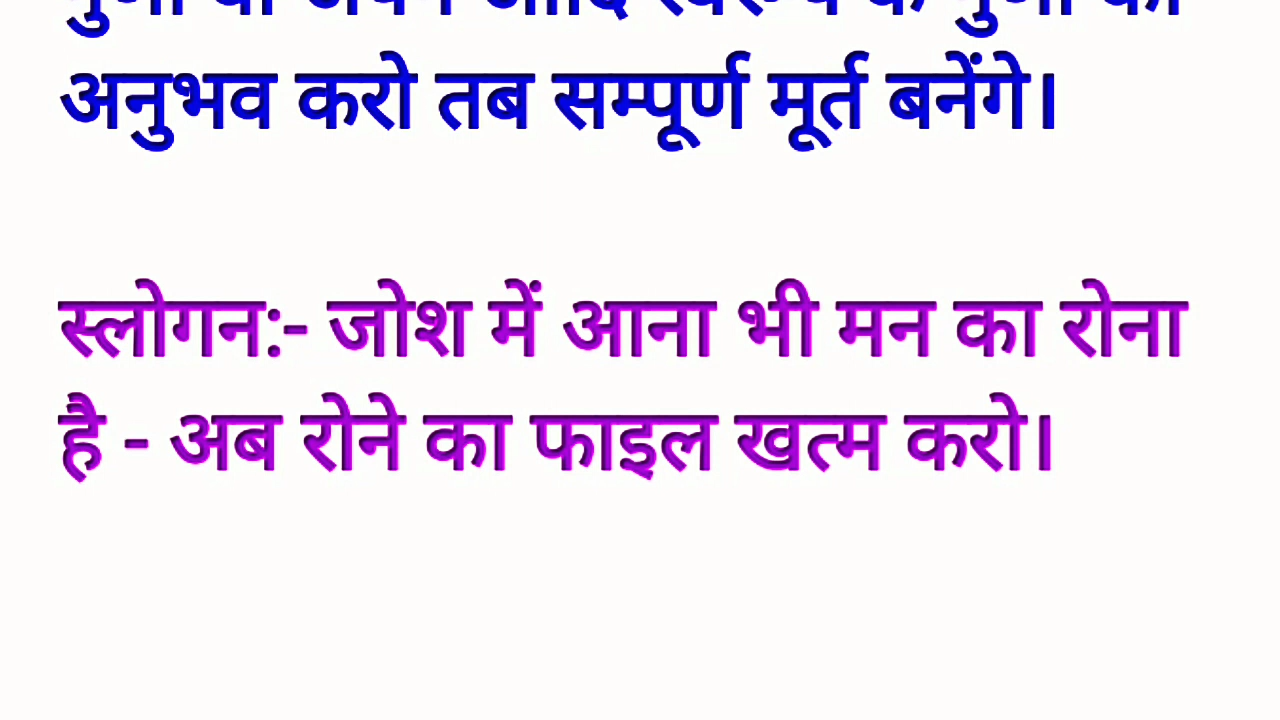 अनुभव करो तब सम्पूर्ण मूर्त बनेंगे।
स्लोगन:- जोश में आना भी मन का रोना
है - अब रोने का फाइल खत्म करो।